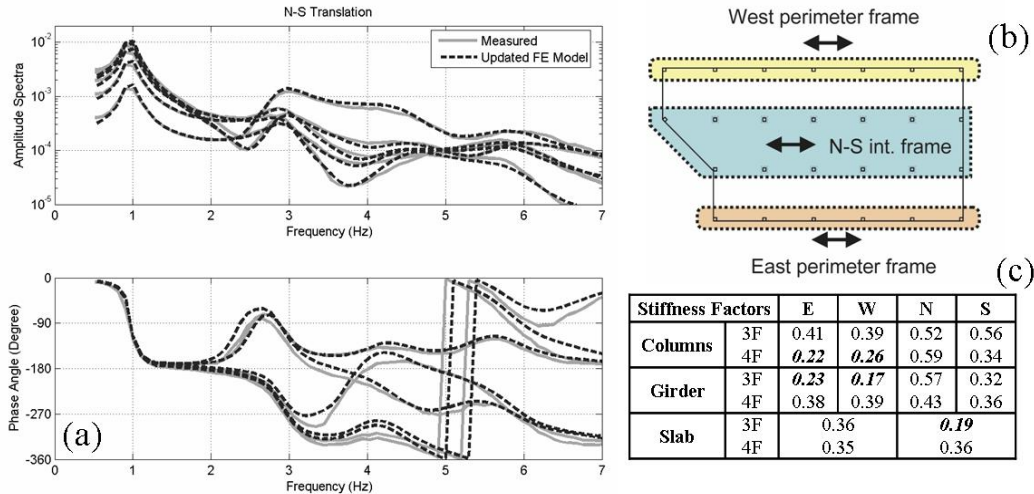 N-S Translation
Amplitude Spectra
10^-2
10^-3
10^-4
10^-5
Measured
Updated FE Model
0 1 2 3 4 5 6 7
Frequency (Hz)
Phase Angle (Degree)
0
-90
-180
-270
-360
(a)
0 1 2 3 4 5 6 7
Frequency (Hz)
West perimeter frame
(b)
N-S int. frame
East perimeter frame
(c)
Stiffness Factors E W N S
Columns 3F 0.41 0.39 0.52 0.56
4F 0.22 0.26 0.59 0.34
Girder 3F 0.23 0.17 0.57 0.32
4F 0.38 0.39 0.43 0.36
Slab 3F 0.36 0.19
4F 0.35 0.36